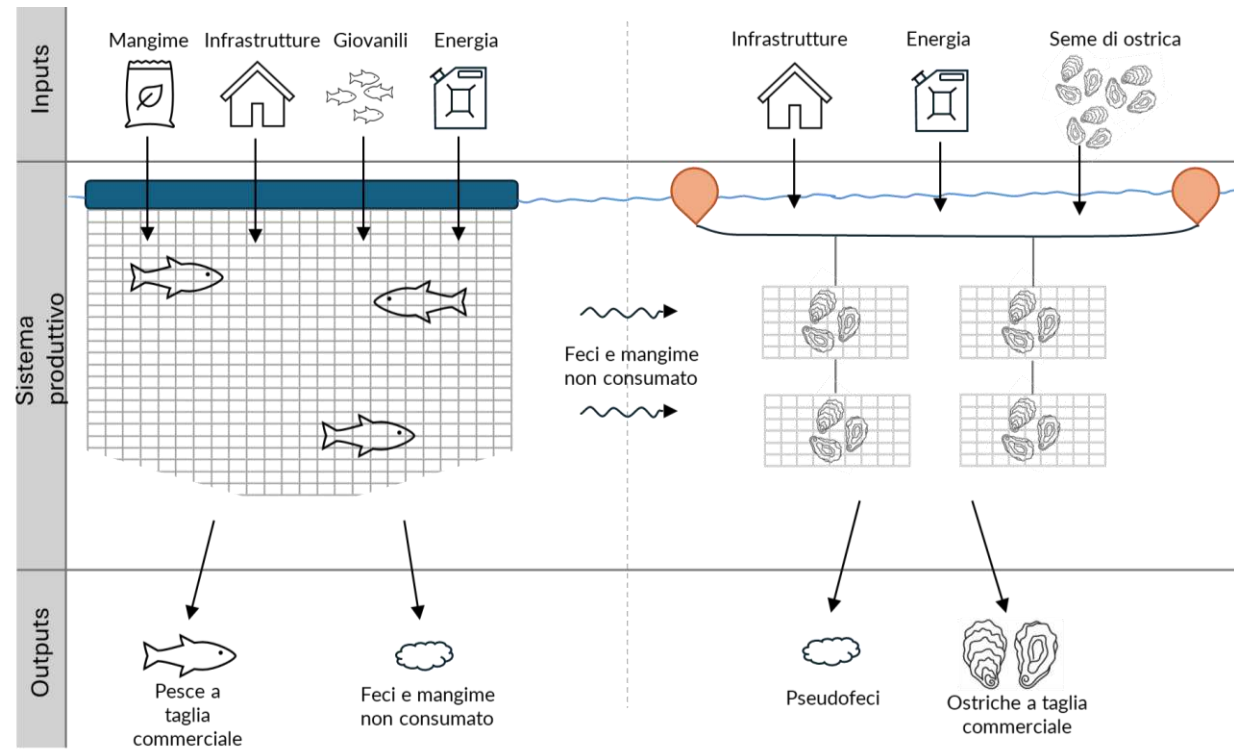 Inputs
Mangime
Infrastrutture
Giovanili
Energia
Infrastrutture
Energia
Seme di ostrica
Sistema
produttivo
Feci e mangime
non consumato
Outputs
Pesce a
taglia
commerciale
Feci e mangime
non consumato
Pseudofeci
Ostriche a taglia
commerciale